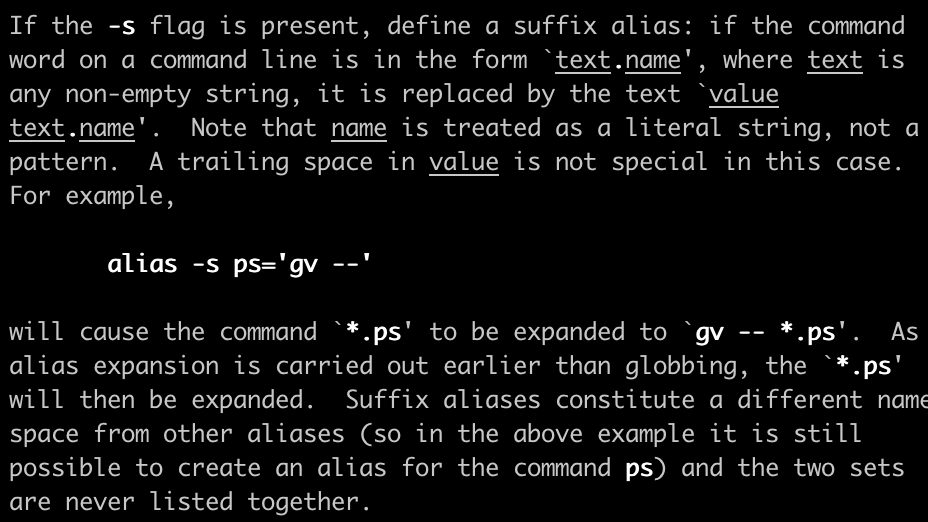 If the -s flag is present, define a suffix alias: if the command
word on a command line is in the form `text.name', where text is
any non-empty string, it is replaced by the text `value
text.name'.  Note that name is treated as a literal string, not a
pattern.  A trailing space in value is not special in this case.
For example,
alias -s ps='gv --'
will cause the command `*.ps' to be expanded to `gv -- *.ps'.  As
alias expansion is carried out earlier than globbing, the `*.ps'
will then be expanded.  Suffix aliases constitute a different name
space from other aliases (so in the above example it is still
possible to create an alias for the command ps) and the two sets
are never listed together.